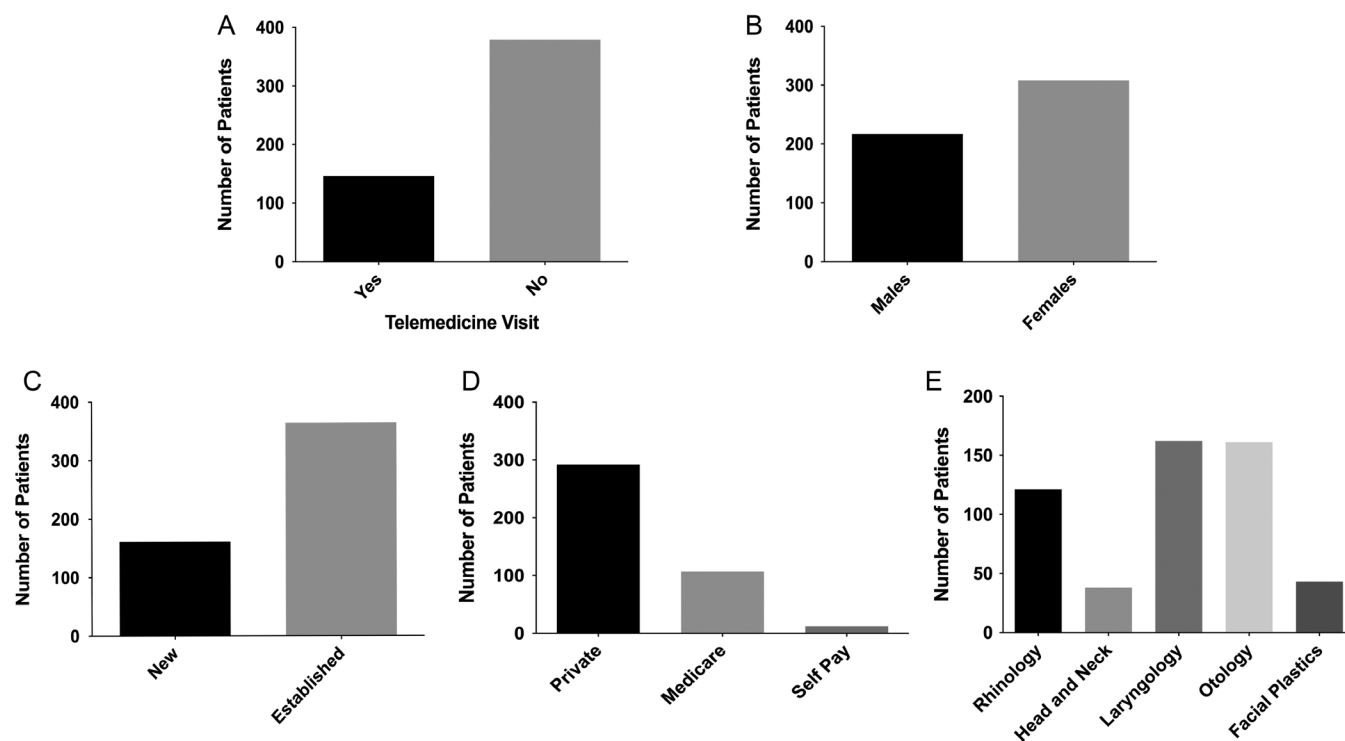 A
Number of Patients
400
300
200
100
0
Yes
No
Telemedicine Visit
B
Number of Patients
400
300
200
100
0
Males
Females
C
Number of Patients
400
300
200
100
0
New
Established
D
Number of Patients
400
300
200
100
0
Private
Medicare
Self Pay
E
Number of Patients
200
150
100
50
0
Rhinology
Head and Neck
Laryngology
Otology
Facial Plastics